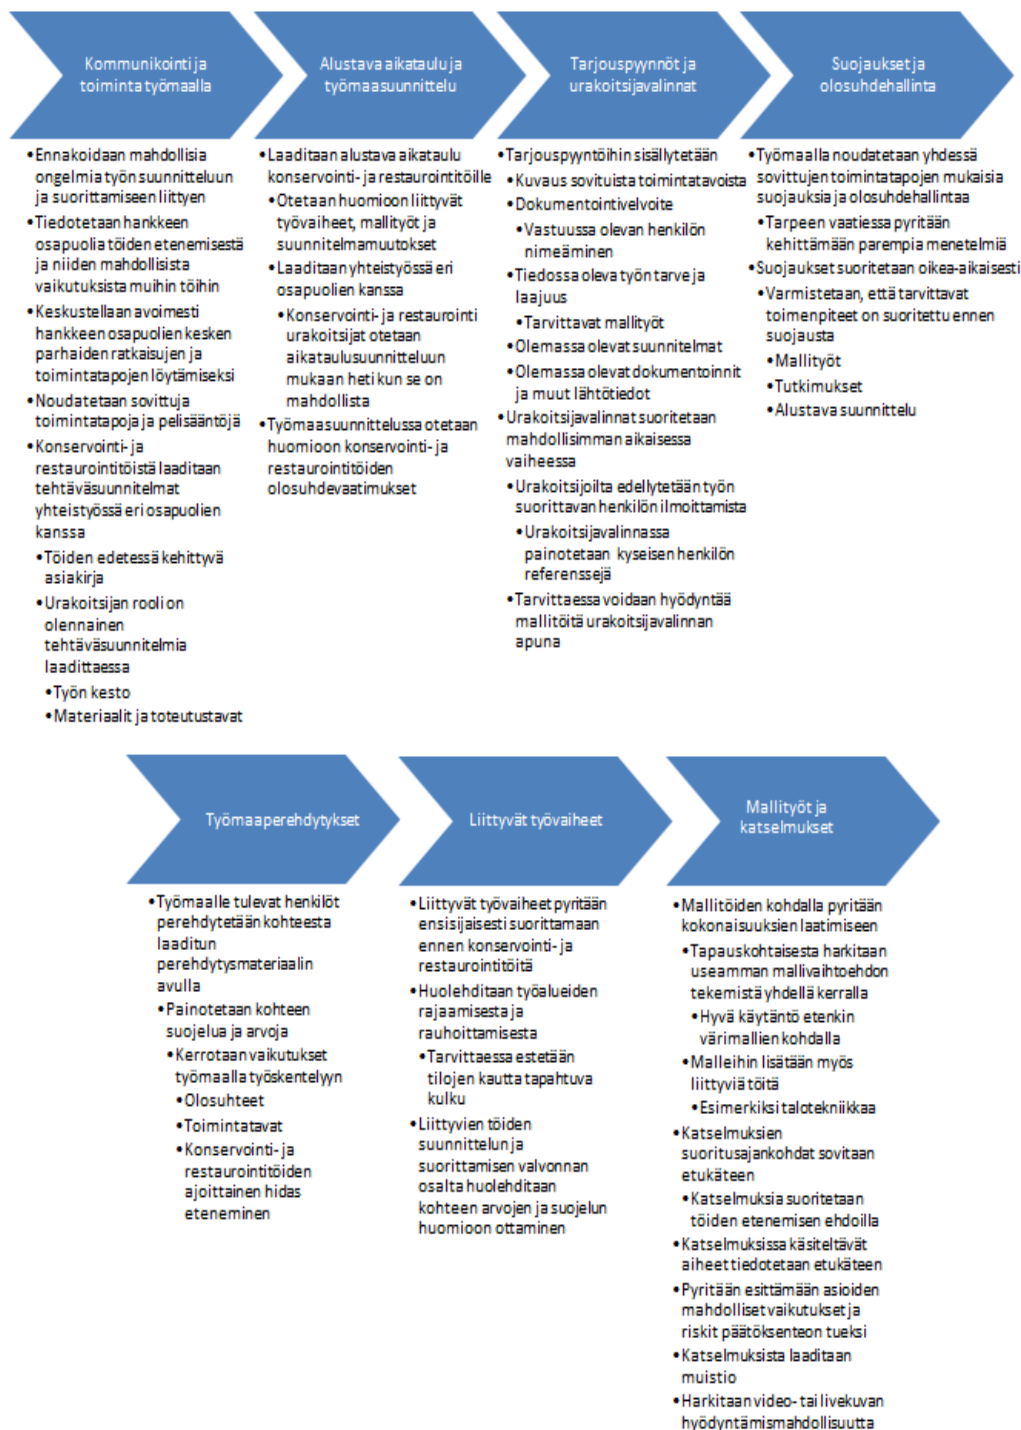 Kommunikointi ja
toiminta työmaalla
•Ennakoidaan mahdollisia
ongelmia työn suunnitteluun
ja suorittamiseen liittyen
•Tiedotetaan hankkeen
osapuolia töiden etenemisestä
ja niiden mahdollisista
vaikutuksista muihin töihin
•Keskustellaan avoimesti
hankkeen osapuolien kesken
parhaiden ratkaisujen ja
toimintatapojen löytämiseksi
•Noudatetaan sovittuja
toimintatapoja ja pelisääntöjä
•Konservointi- ja
restaurointitöistä laaditaan
tehtäväsuunnitelmat
yhteistyössä eri osapuolien
kanssa
•Töiden edetessä kehittyvä
asiakirja
•Urakoitsijan rooli on
olennainen
tehtäväsuunnitelmia
laadittaessa
•Työn kesto
•Materiaalit ja toteutustavat
Alustava aikataulu ja
työmaasuunnittelu
•Laaditaan alustava aikataulu
konservointi- ja restaurointitöille
•Otetaan huomioon liittyvät
työvaiheet, mallityöt ja
suunnitelmamuutokset
•Laaditaan yhteistyössä eri
osapuolien kanssa
•Konservointi- ja restaurointi
urakoitsijat otetaan
aikataulusuunnitteluun
mukaan heti kun se on
mahdollista
•Työmaasuunnittelussa otetaan
huomioon konservointi- ja
restaurointitöiden
olosuhdevaatimukset
Tarjouspyynnöt ja
urakoitsijavalinnat
•Tarjouspyyntöihin sisällytetään
•Kuvaus sovituista toimintatavoista
•Dokumentointivelvoite
•Vastuussa olevan henkilön
nimeäminen
•Tiedossa oleva työn tarve ja
laajuus
•Tarvittavat mallityöt
•Olemassa olevat suunnitelmat
•Olemassa olevat dokumentoinnit
ja muut lähtötiedot
•Urakoitsijavalinnat suoritetaan
mahdollisimman aikaisessa
vaiheessa
•Urakoitsijoilta edellytetään työn
suorittavan henkilön ilmoittamista
•Urakoitsijavalinnassa
painotetaan kyseisen henkilön
referenssejä
•Tarvittaessa voidaan hyödyntää
mallitöitä urakoitsijavalinnan
apuna
Suojaukset ja
olosuhdehallinta
•Työmaalla noudatetaan yhdessä
sovittujen toimintatapojen mukaisia
suojauksia ja olosuhdehallintaa
•Tarpeen vaatiessa pyritään
kehittämään parempia menetelmiä
•Suojaukset suoritetaan oikea-aikaisesti
•Varmistetaan, että tarvittavat
toimenpiteet on suoritettu ennen
suojausta
•Mallityöt
•Tutkimukset
•Alustava suunnittelu
Työmaaperehdytykset
•Työmaalle tulevat henkilöt
perehdytetään kohteesta
laaditun
perehdytysmateriaalin
avulla
•Painotetaan kohteen
suojelua ja arvoja
•Kerrotaan vaikutukset
työmaalla työskentelyyn
•Olosuhteet
•Toimintatavat
•Konservointi- ja
restaurointitöiden
ajoittainen hidas
eteneminen
Liittyvät työvaiheet
•Liittyvät työvaiheet pyritään
ensisijaisesti suorittamaan
ennen konservointi- ja
restaurointitöitä
•Huolehditaan työalueiden
rajaamisesta ja
rauhoittamisesta
•Tarvittaessa estetään
tilojen kautta tapahtuva
kulku
•Liittyvien töiden
suunnittelun ja
suorittamisen valvonnan
osalta huolehditaan
kohteen arvojen ja suojelun
huomioon ottaminen
Mallityöt ja
katselmukset
•Mallitöiden kohdalla pyritään
kokonaisuuksien laatimiseen
•Tapauskohtaisesta harkitaan
useamman mallivaihtoehdon
tekemistä yhdellä kerralla
•Hyvä käytäntö etenkin
värimallien kohdalla
•Malleihin lisätään myös
liittyviä töitä
•Esimerkiksi talotekniikkaa
•Katselmuksien
suoritusajankohdat sovitaan
etukäteen
•Katselmuksia suoritetaan
töiden etenemisen ehdoilla
•Katselmuksissa käsiteltävät
aiheet tiedotetaan etukäteen
•Pyritään esittämään asioiden
mahdolliset vaikutukset ja
riskit päätöksenteon tueksi
•Katselmuksista laaditaan
muistio
•Harkitaan video- tai livekuvan
hyödyntämismahdollisuutta